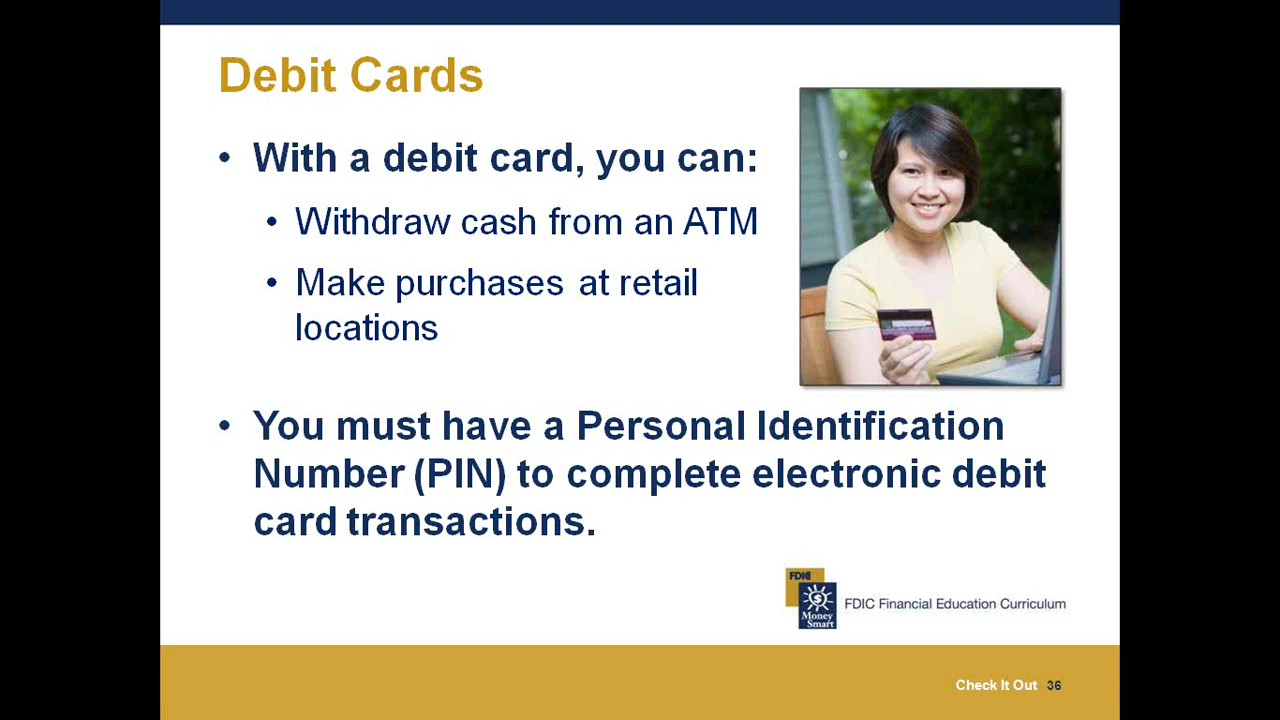 Debit Cards
• With a debit card, you can:
• Withdraw cash from an ATM
• Make purchases at retail
locations
• You must have a Personal Identification
Number (PIN) to complete electronic debit
card transactions.
FDIC
Money
Smart
FDIC Financial Education Curriculum
Check It Out 36